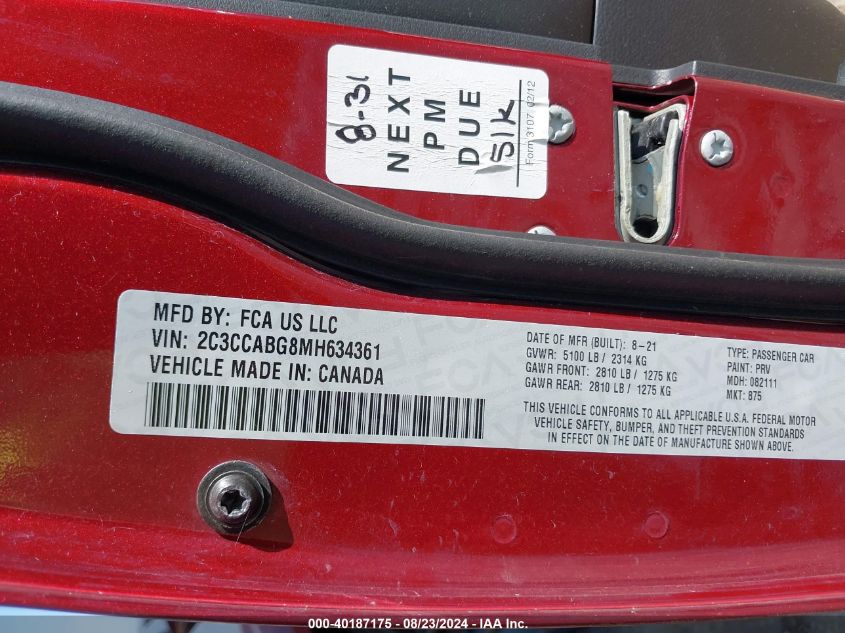 8-31
NEXT
PM
DUE
51K
Form 3107, 02/12
MFD BY: FCA US LLC
VIN: 2C3CCABG8MH634361
VEHICLE MADE IN: CANADA
DATE OF MFR (BUILT): 8-21
GVWR: 5100 LB / 2314 KG
GAWR FRONT: 2810 LB / 1275 KG
GAWR REAR: 2810 LB / 1275 KG
TYPE: PASSENGER CAR
PAINT: PRV
MDH: 082111
MKT: 875
THIS VEHICLE CONFORMS TO ALL APPLICABLE U.S.A. FEDERAL MOTOR
VEHICLE SAFETY, BUMPER, AND THEFT PREVENTION STANDARDS
IN EFFECT ON THE DATE OF MANUFACTURE SHOWN ABOVE.
000-40187175 - 08/23/2024 - © IAA, Inc.